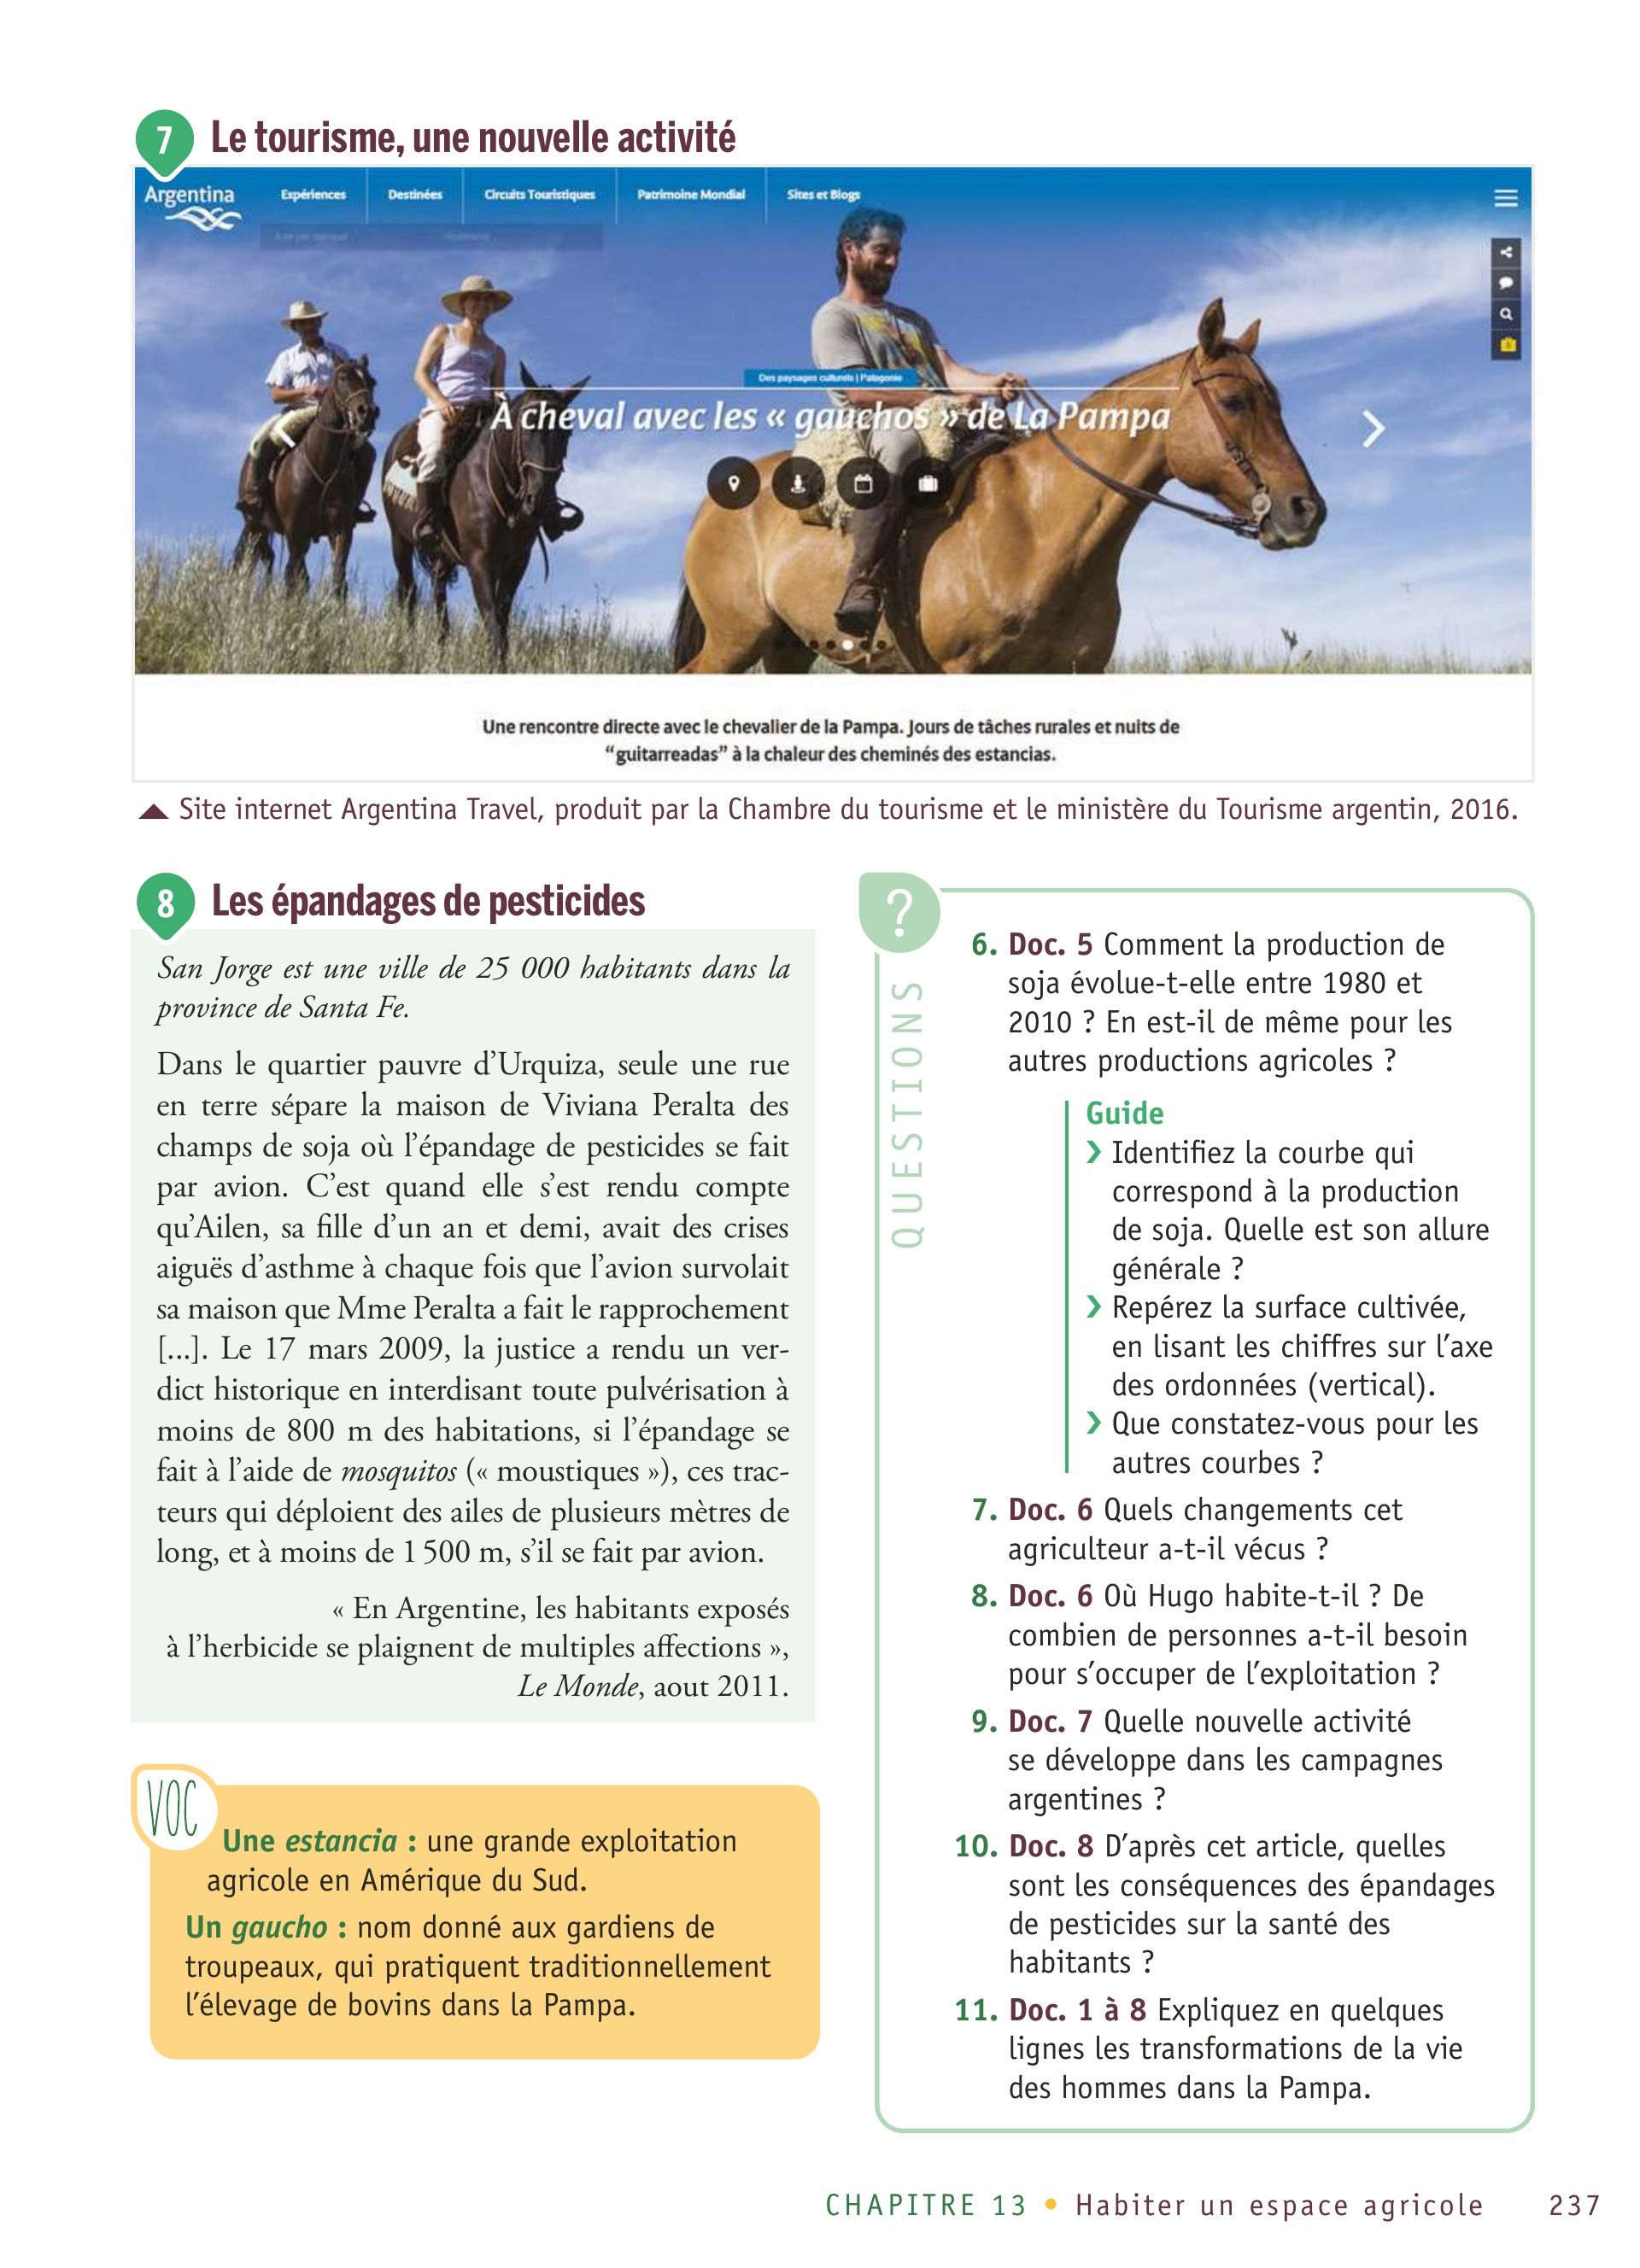 7
Le tourisme, une nouvelle activité
Argentina
Expériences
Destinées
Circuits Touristiques
Patrimoine Mondial
Sites et Blogs
Des paysages culturels | Patagonie
À cheval avec les « gauchos » de La Pampa
Une rencontre directe avec le chevalier de la Pampa. Jours de tâches rurales et nuits de
“guitarreadas” à la chaleur des cheminés des estancias.
Site internet Argentina Travel, produit par la Chambre du tourisme et le ministère du Tourisme argentin, 2016.
8
Les épandages de pesticides
San Jorge est une ville de 25 000 habitants dans la
province de Santa Fe.
Dans le quartier pauvre d’Urquiza, seule une rue
en terre sépare la maison de Viviana Peralta des
champs de soja où l’épandage de pesticides se fait
par avion. C’est quand elle s’est rendu compte
qu’Ailen, sa fille d’un an et demi, avait des crises
aiguës d’asthme à chaque fois que l’avion survolait
sa maison que Mme Peralta a fait le rapprochement
[...]. Le 17 mars 2009, la justice a rendu un ver-
dict historique en interdisant toute pulvérisation à
moins de 800 m des habitations, si l’épandage se
fait à l’aide de mosquitos (« moustiques »), ces trac-
teurs qui déploient des ailes de plusieurs mètres de
long, et à moins de 1 500 m, s’il se fait par avion.
« En Argentine, les habitants exposés
à l’herbicide se plaignent de multiples affections »,
Le Monde, aout 2011.
VOC
Une estancia : une grande exploitation
agricole en Amérique du Sud.
Un gaucho : nom donné aux gardiens de
troupeaux, qui pratiquent traditionnellement
l’élevage de bovins dans la Pampa.
?
QUESTIONS
6. Doc. 5 Comment la production de
soja évolue-t-elle entre 1980 et
2010 ? En est-il de même pour les
autres productions agricoles ?
Guide
Identifiez la courbe qui
correspond à la production
de soja. Quelle est son allure
générale ?
Repérez la surface cultivée,
en lisant les chiffres sur l’axe
des ordonnées (vertical).
Que constatez-vous pour les
autres courbes ?
7. Doc. 6 Quels changements cet
agriculteur a-t-il vécus ?
8. Doc. 6 Où Hugo habite-t-il ? De
combien de personnes a-t-il besoin
pour s’occuper de l’exploitation ?
9. Doc. 7 Quelle nouvelle activité
se développe dans les campagnes
argentines ?
10. Doc. 8 D’après cet article, quelles
sont les conséquences des épandages
de pesticides sur la santé des
habitants ?
11. Doc. 1 à 8 Expliquez en quelques
lignes les transformations de la vie
des hommes dans la Pampa.
CHAPITRE 13 • Habiter un espace agricole 237